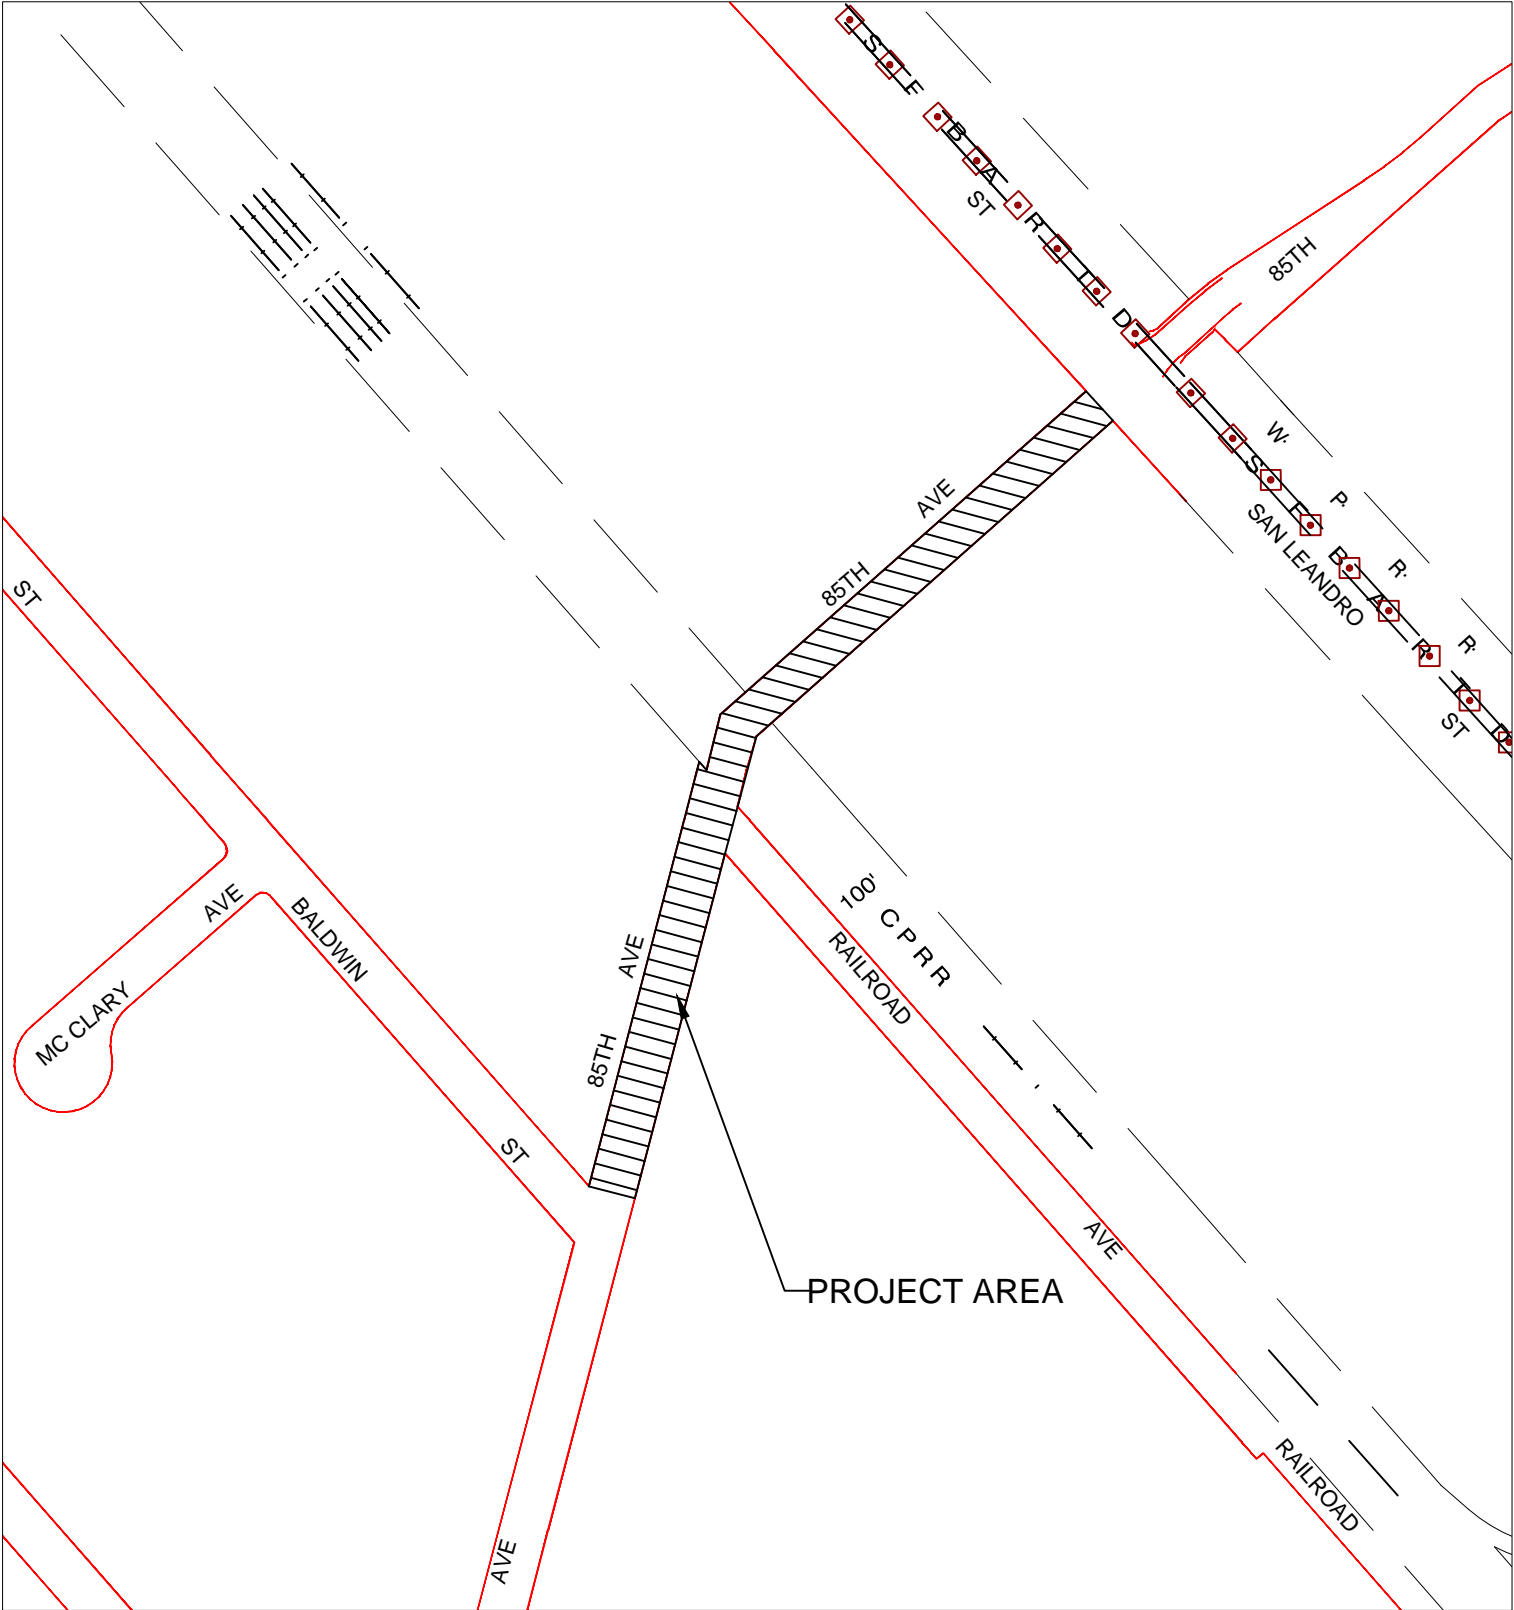 S F B A R T D
ST
85TH
W. P. R. R.
S F B A R T D
SAN LEANDRO
ST
AVE
85TH
ST
AVE
BALDWIN
MC CLARY
ST
AVE
85TH
100' C P R R
RAILROAD
AVE
PROJECT AREA
RAILROAD
AVE